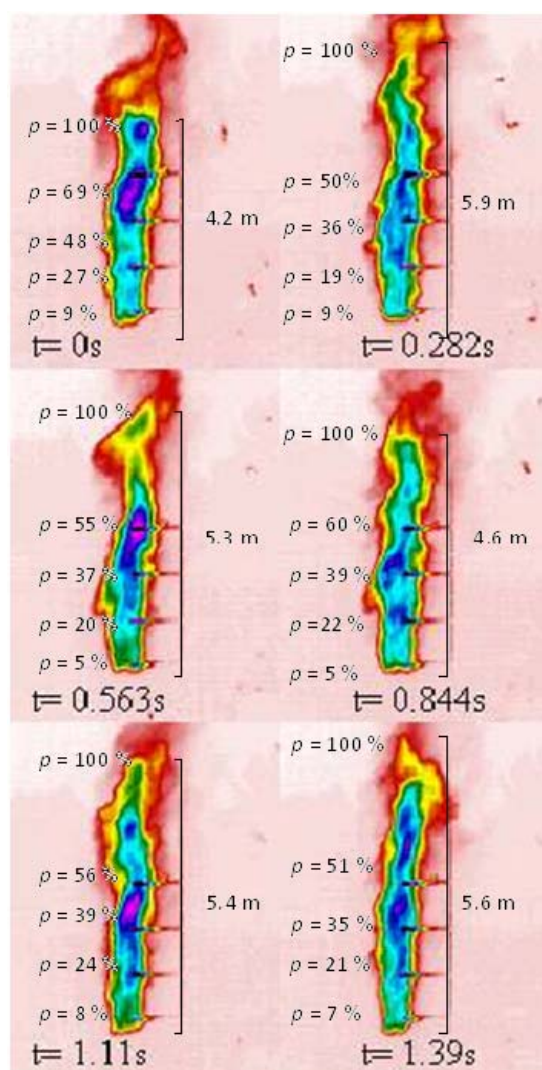 p = 100 %
p = 69 %
4.2 m
p = 48 %
p = 27 %
p = 9 %
t= 0s
p = 100 %
p = 50%
5.9 m
p = 36 %
p = 19 %
p = 9 %
t= 0.282s
p = 100 %
p = 55 %
5.3 m
p = 37 %
p = 20 %
p = 5 %
t= 0.563s
p = 100 %
p = 60 %
4.6 m
p = 39 %
p =22 %
p = 5 %
t= 0.844s
p = 100 %
p = 56 %
5.4 m
p = 39 %
p = 24 %
p = 8 %
t= 1.11s
p = 100 %
p = 51 %
5.6 m
p = 35 %
p = 21 %
p = 7 %
t= 1.39s